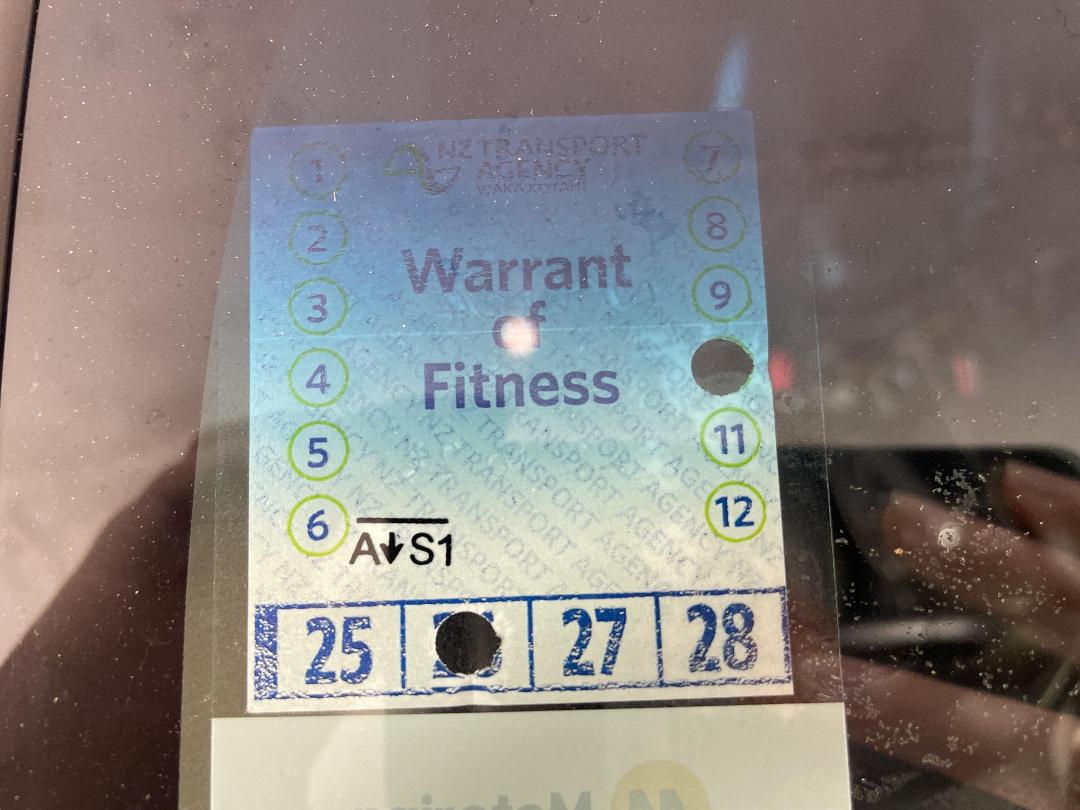 NZ TRANSPORT
AGENCY
WAKA KOTAHI
Warrant
of
Fitness
1
2
3
4
5
6
7
8
9
11
12
A↓S1
25
27
28